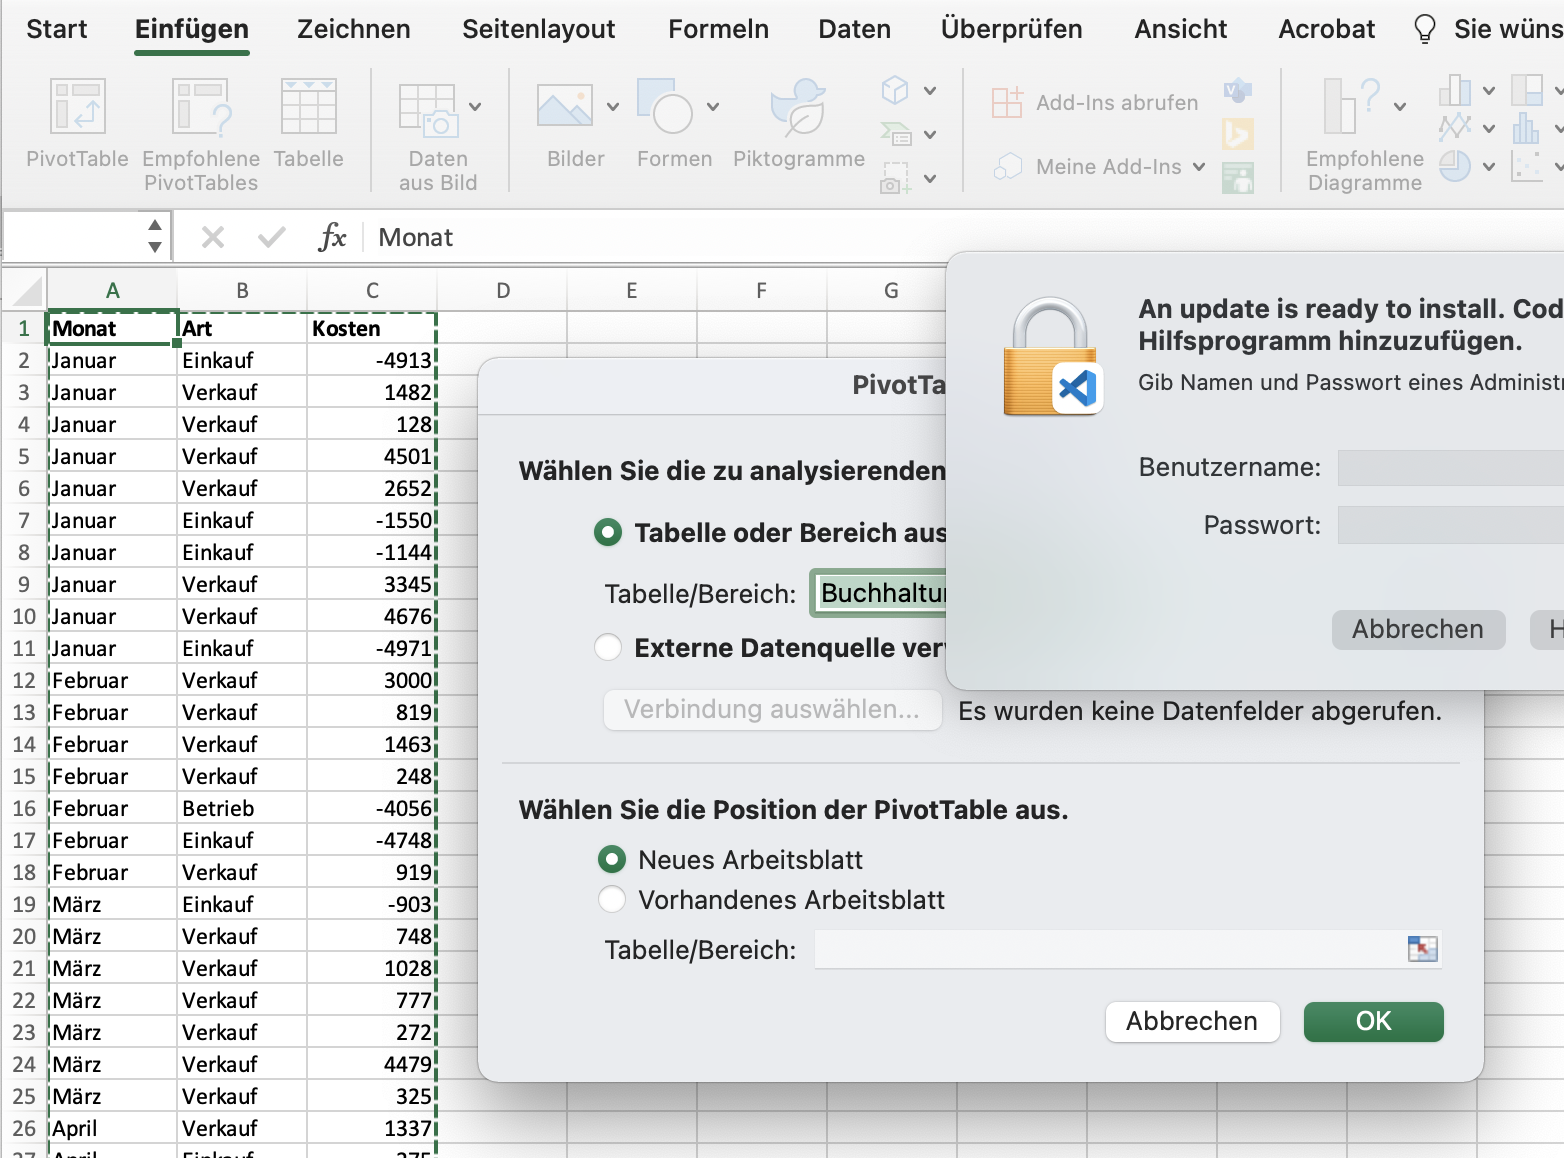 Start Einfügen Zeichnen Seitenlayout Formeln Daten Überprüfen Ansicht Acrobat Sie wüns
PivotTable Empfohlene PivotTables Tabelle Daten aus Bild Bilder Formen Piktogramme Add-Ins abrufen Meine Add-Ins Empfohlene Diagramme
fx Monat
A B C D E F G
1 Monat Art Kosten
2 Januar Einkauf -4913
3 Januar Verkauf 1482
4 Januar Verkauf 128
5 Januar Verkauf 4501
6 Januar Verkauf 2652
7 Januar Einkauf -1550
8 Januar Einkauf -1144
9 Januar Verkauf 3345
10 Januar Verkauf 4676
11 Januar Einkauf -4971
12 Februar Verkauf 3000
13 Februar Verkauf 819
14 Februar Verkauf 1463
15 Februar Verkauf 248
16 Februar Betrieb -4056
17 Februar Einkauf -4748
18 Februar Verkauf 919
19 März Einkauf -903
20 März Verkauf 748
21 März Verkauf 1028
22 März Verkauf 777
23 März Verkauf 272
24 März Verkauf 4479
25 März Verkauf 325
26 April Verkauf 1337
PivotTa
Wählen Sie die zu analysierenden
Tabelle oder Bereich aus
Tabelle/Bereich: Buchhaltu
Externe Datenquelle ver
Verbindung auswählen... Es wurden keine Datenfelder abgerufen.
Wählen Sie die Position der PivotTable aus.
Neues Arbeitsblatt
Vorhandenes Arbeitsblatt
Tabelle/Bereich:
Abbrechen OK
An update is ready to install. Cod
Hilfsprogramm hinzuzufügen.
Gib Namen und Passwort eines Administ
Benutzername:
Passwort:
Abbrechen H